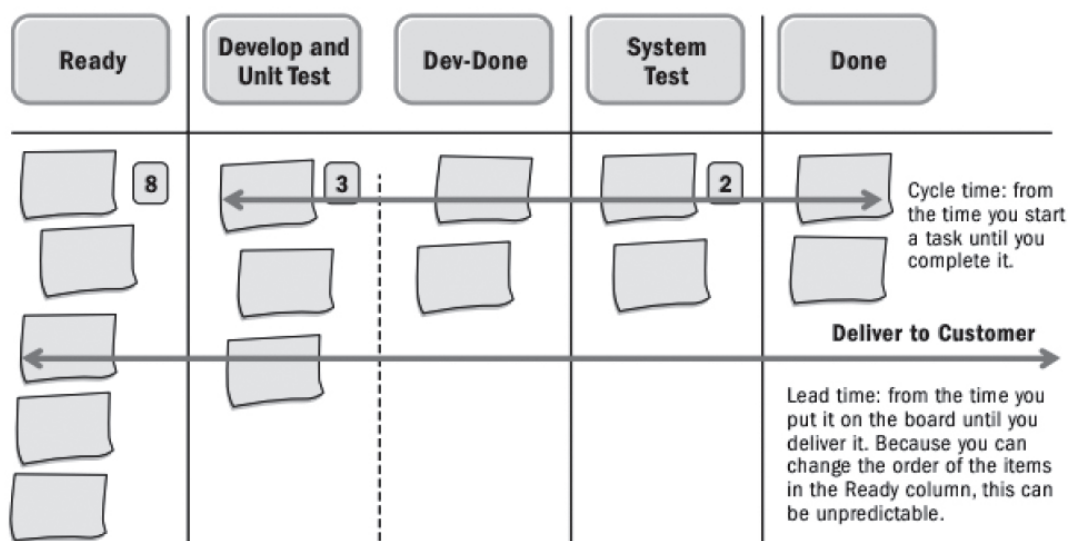 Ready
Develop and
Unit Test
Dev-Done
System
Test
Done
8
3
2
Cycle time: from
the time you start
a task until you
complete it.
Deliver to Customer
Lead time: from the time you
put it on the board until you
deliver it. Because you can
change the order of the items
in the Ready column, this can
be unpredictable.